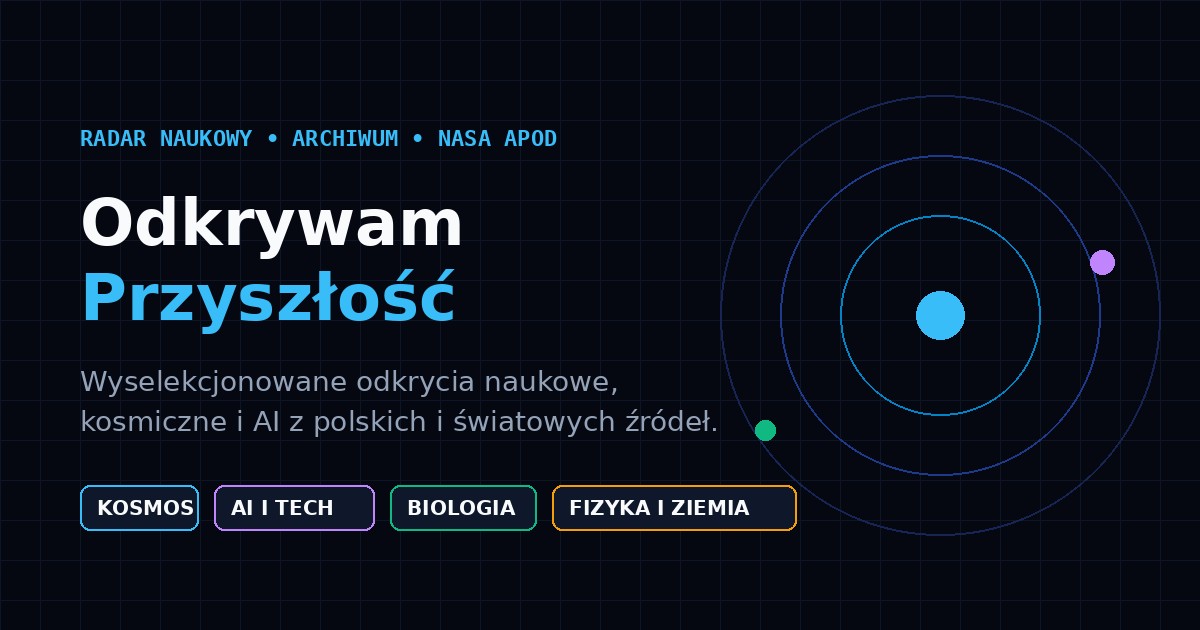 RADAR NAUKOWY • ARCHIWUM • NASA APOD
Odkrywam
Przyszłość
Wyselekcjonowane odkrycia naukowe,
kosmiczne i AI z polskich i światowych źródeł.
KOSMOS AI I TECH BIOLOGIA FIZYKA I ZIEMIA